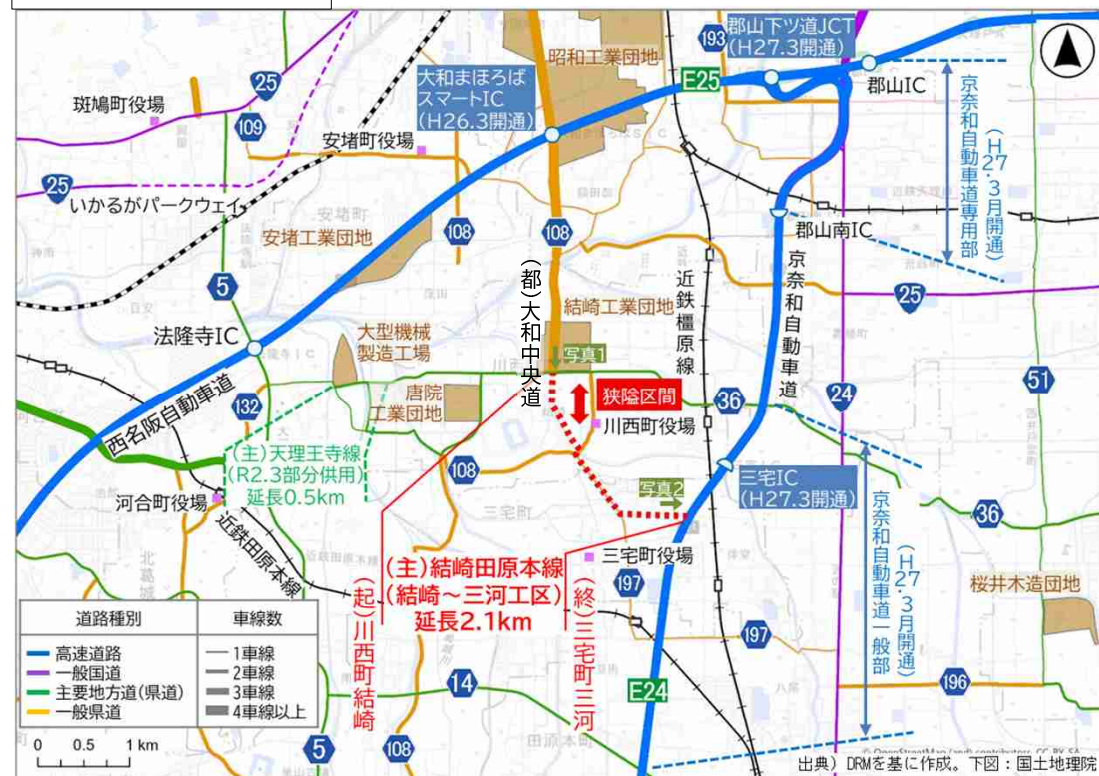 193
郡山下ツ道JCT
(H27.3開通)
昭和工業団地
大和まほろば
スマートIC
(H26.3開通)
E25
郡山IC
25
斑鳩町役場
109
安堵町役場
京奈和自動車道専用部
(H27.3月開通)
25
いかるがパークウェイ
安堵町
安堵工業団地
108
108
郡山南IC
5
(都)大和中央道
近鉄橿原線
京奈和自動車道
25
法隆寺IC
大型機械
製造工場
結崎工業団地
写真1
狭隘区間
36
24
51
唐院
工業団地
132
川西町役場
西名阪自動車道
(主)天理王寺線
(R2.3部分供用)
延長0.5km
108
三宅IC
(H27.3開通)
写真2
河合町役場
三宅町
36
近鉄田原本線
三宅町役場
(主)結崎田原本線
(結崎~三河工区)
延長2.1km
(起)川西町結崎
(終)三宅町三河
197
197
京奈和自動車道一般部
(H27.3月開通)
桜井木造団地
道路種別
車線数
高速道路
一般国道
主要地方道(県道)
一般県道
1車線
2車線
3車線
4車線以上
14
E24
196
0 0.5 1 km
5
108
田原本町
出典)DRMを基に作成。下図:国土地理院